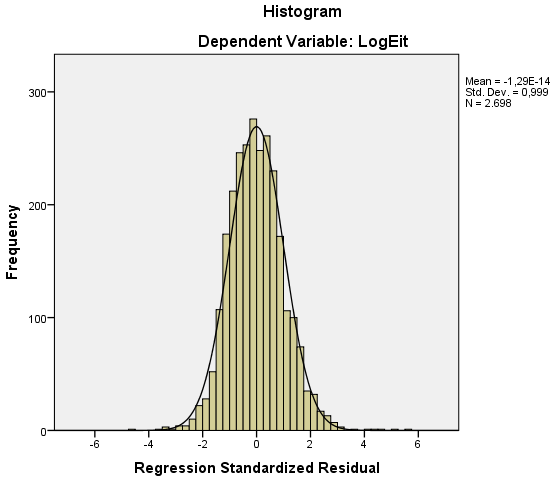 Histogram
Dependent Variable: LogEit
Mean = -1,29E-14
Std. Dev. = 0,999
N = 2.698
300
200
100
0
Frequency
-6 -4 -2 0 2 4 6
Regression Standardized Residual